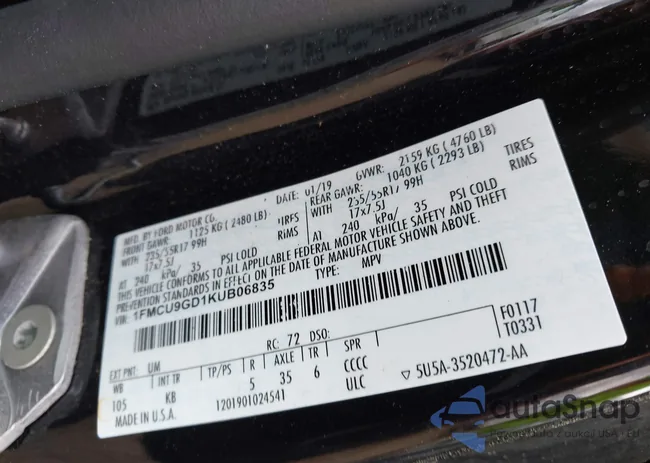 MFD. BY FORD MOTOR CO.
DATE: 01/19
GVWR: 2159 KG ( 4760 LB)
FRONT GAWR: 1125 KG ( 2480 LB)
REAR GAWR: 1040 KG ( 2293 LB)
WITH 235/55R17 99H TIRES
17x7.5J RIMS
AT 240 kPa/ 35 PSI COLD
WITH 235/55R17 99H TIRES
17x7.5J RIMS
AT 240 kPa/ 35 PSI COLD
THIS VEHICLE CONFORMS TO ALL APPLICABLE FEDERAL MOTOR VEHICLE SAFETY AND THEFT
PREVENTION STANDARDS IN EFFECT ON THE DATE OF MANUFACTURE SHOWN ABOVE.
VIN: 1FMCU9GD1KUB06835
TYPE: MPV
F0117
T0331
EXT PNT: UM RC: 72 DSO:
WB INT TR TP/PS R AXLE TR SPR
105 KB 5 35 6 CCCC
ULC
MADE IN U.S.A. 1201901024541
▽ 5U5A-3520472-AA
autoSnap